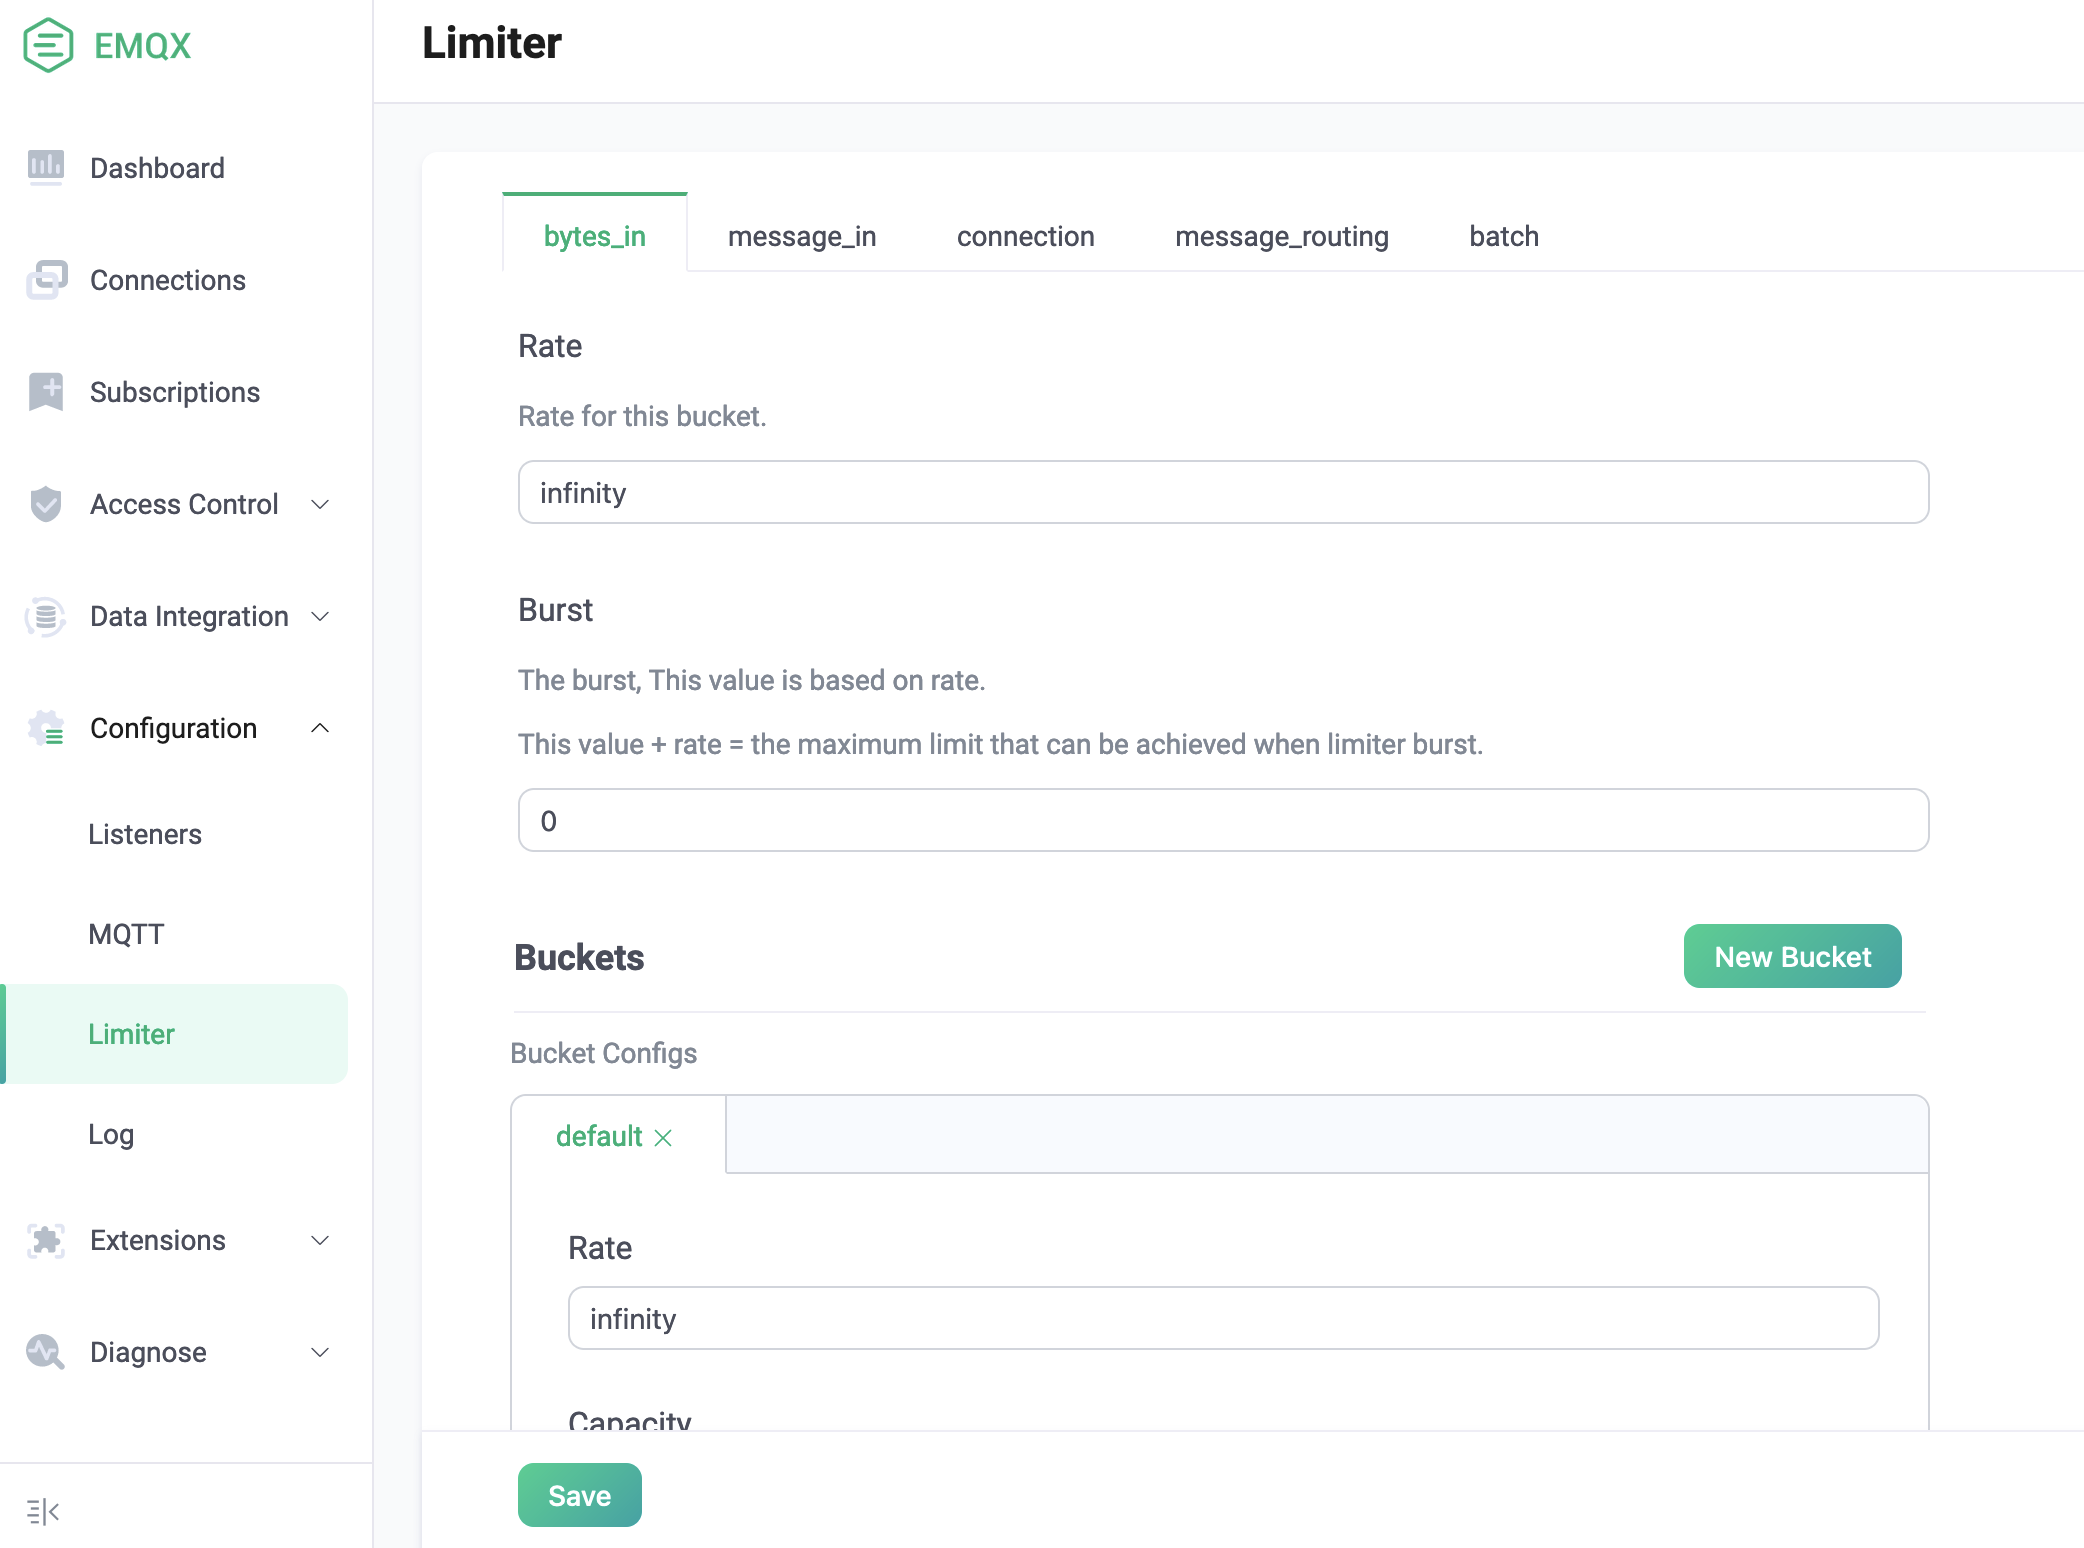 EMQX
Dashboard
Connections
Subscriptions
Access Control
Data Integration
Configuration
Listeners
MQTT
Limiter
Log
Extensions
Diagnose
Limiter
bytes_in message_in connection message_routing batch
Rate
Rate for this bucket.
infinity
Burst
The burst, This value is based on rate.
This value + rate = the maximum limit that can be achieved when limiter burst.
0
Buckets
New Bucket
Bucket Configs
default
Rate
infinity
Capacity
Save